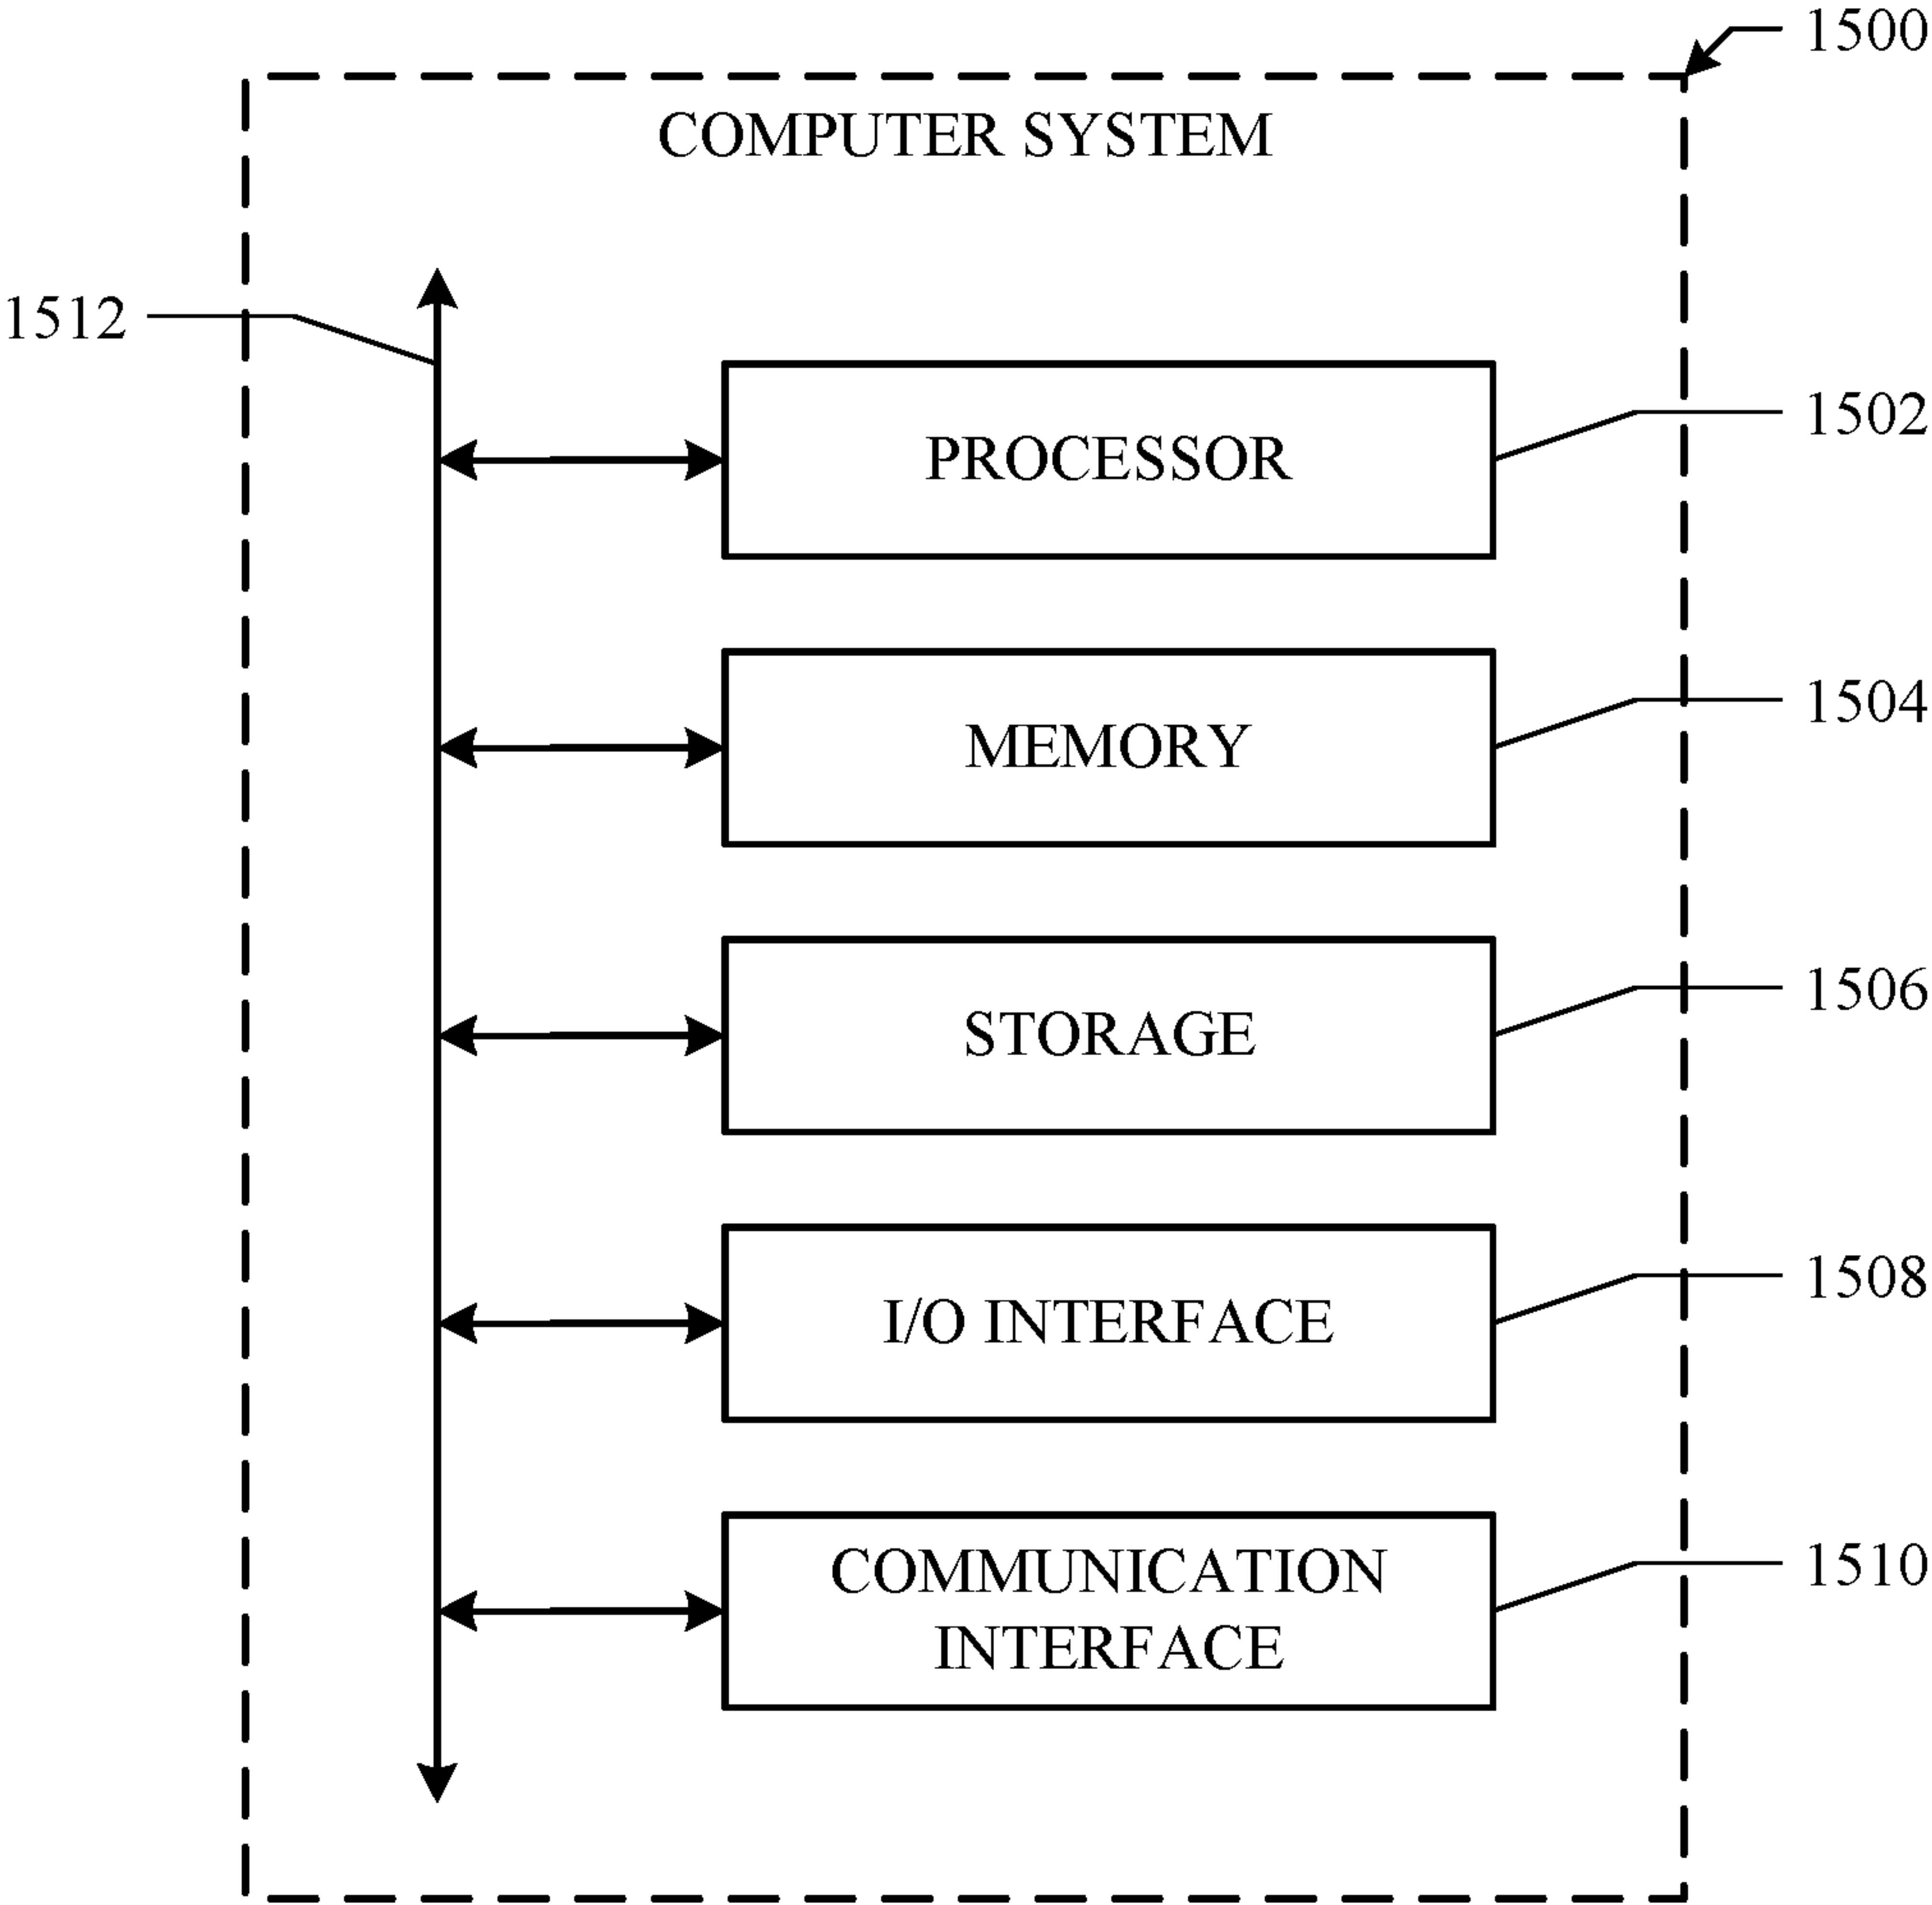 1500
COMPUTER SYSTEM
1512
PROCESSOR
1502
MEMORY
1504
STORAGE
1506
I/O INTERFACE
1508
COMMUNICATION
INTERFACE
1510